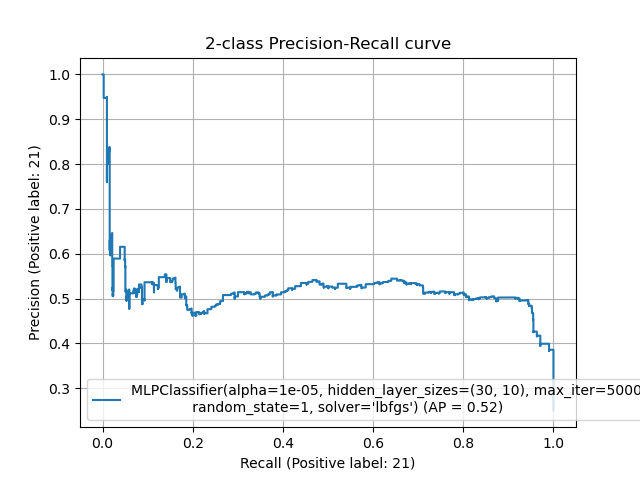 2-class Precision-Recall curve
1.0
0.9
0.8
0.7
0.6
0.5
0.4
0.3
Precision (Positive label: 21)
MLPClassifier(alpha=1e-05, hidden_layer_sizes=(30, 10), max_iter=5000
random_state=1, solver='lbfgs') (AP = 0.52)
0.0 0.2 0.4 0.6 0.8 1.0
Recall (Positive label: 21)